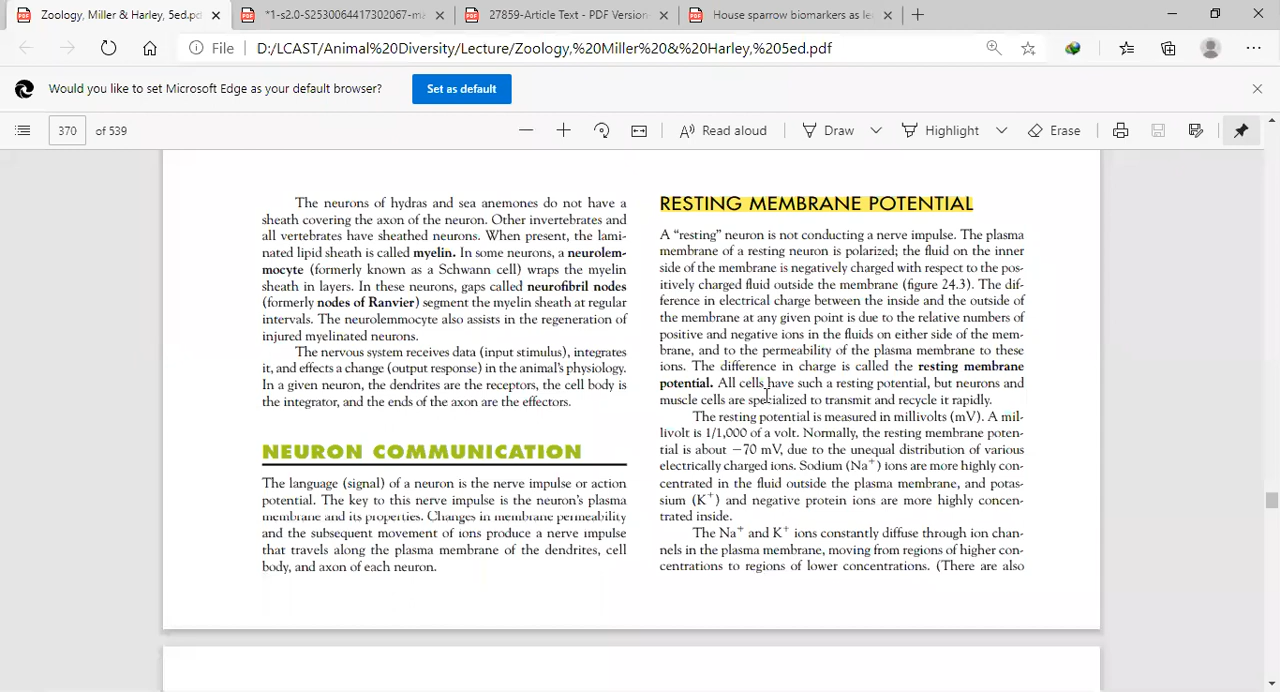 Zoology, Miller & Harley, 5ed.pd
*1-s2.0-S2530064417302067-ma
27859-Article Text - PDF Version-
House sparrow biomarkers as le
File
D:/LCAST/Animal%20Diversity/Lecture/Zoology,%20Miller%20&%20Harley,%205ed.pdf
Would you like to set Microsoft Edge as your default browser?
Set as default
370
of 539
Read aloud
Draw
Highlight
Erase
The neurons of hydras and sea anemones do not have a
sheath covering the axon of the neuron. Other invertebrates and
all vertebrates have sheathed neurons. When present, the lami-
nated lipid sheath is called myelin. In some neurons, a neurolem-
mocyte (formerly known as a Schwann cell) wraps the myelin
sheath in layers. In these neurons, gaps called neurofibril nodes
(formerly nodes of Ranvier) segment the myelin sheath at regular
intervals. The neurolemmocyte also assists in the regeneration of
injured myelinated neurons.
The nervous system receives data (input stimulus), integrates
it, and effects a change (output response) in the animal's physiology.
In a given neuron, the dendrites are the receptors, the cell body is
the integrator, and the ends of the axon are the effectors.
NEURON COMMUNICATION
The language (signal) of a neuron is the nerve impulse or action
potential. The key to this nerve impulse is the neuron's plasma
membrane and its properties. Changes in membrane permeability
and the subsequent movement of ions produce a nerve impulse
that travels along the plasma membrane of the dendrites, cell
body, and axon of each neuron.
RESTING MEMBRANE POTENTIAL
A “resting” neuron is not conducting a nerve impulse. The plasma
membrane of a resting neuron is polarized; the fluid on the inner
side of the membrane is negatively charged with respect to the pos-
itively charged fluid outside the membrane (figure 24.3). The dif-
ference in electrical charge between the inside and the outside of
the membrane at any given point is due to the relative numbers of
positive and negative ions in the fluids on either side of the mem-
brane, and to the permeability of the plasma membrane to these
ions. The difference in charge is called the resting membrane
potential. All cells have such a resting potential, but neurons and
muscle cells are specialized to transmit and recycle it rapidly.
The resting potential is measured in millivolts (mV). A mil-
livolt is 1/1,000 of a volt. Normally, the resting membrane poten-
tial is about −70 mV, due to the unequal distribution of various
electrically charged ions. Sodium (Na⁺) ions are more highly con-
centrated in the fluid outside the plasma membrane, and potas-
sium (K⁺) and negative protein ions are more highly concen-
trated inside.
The Na⁺ and K⁺ ions constantly diffuse through ion chan-
nels in the plasma membrane, moving from regions of higher con-
centrations to regions of lower concentrations. (There are also